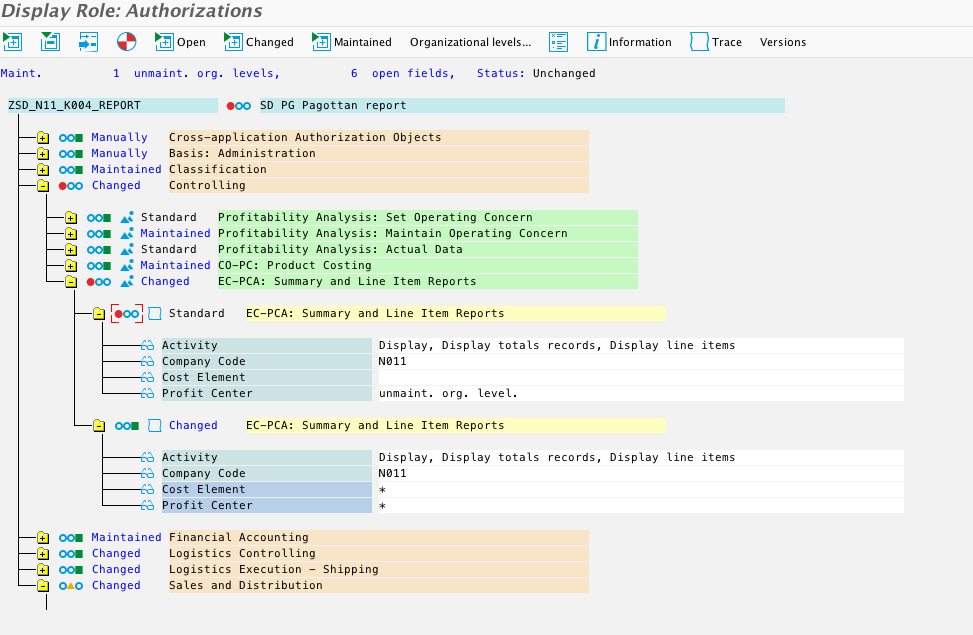 Display Role: Authorizations
Open Changed Maintained Organizational levels... Information Trace Versions
Maint. 1 unmaint. org. levels, 6 open fields, Status: Unchanged
ZSD_N11_K004_REPORT SD PG Pagottan report
Manually Cross-application Authorization Objects
Manually Basis: Administration
Maintained Classification
Changed Controlling
Standard Profitability Analysis: Set Operating Concern
Maintained Profitability Analysis: Maintain Operating Concern
Standard Profitability Analysis: Actual Data
Maintained CO-PC: Product Costing
Changed EC-PCA: Summary and Line Item Reports
Standard EC-PCA: Summary and Line Item Reports
Activity Display, Display totals records, Display line items
Company Code N011
Cost Element
Profit Center unmaint. org. level.
Changed EC-PCA: Summary and Line Item Reports
Activity Display, Display totals records, Display line items
Company Code N011
Cost Element *
Profit Center *
Maintained Financial Accounting
Changed Logistics Controlling
Changed Logistics Execution - Shipping
Changed Sales and Distribution